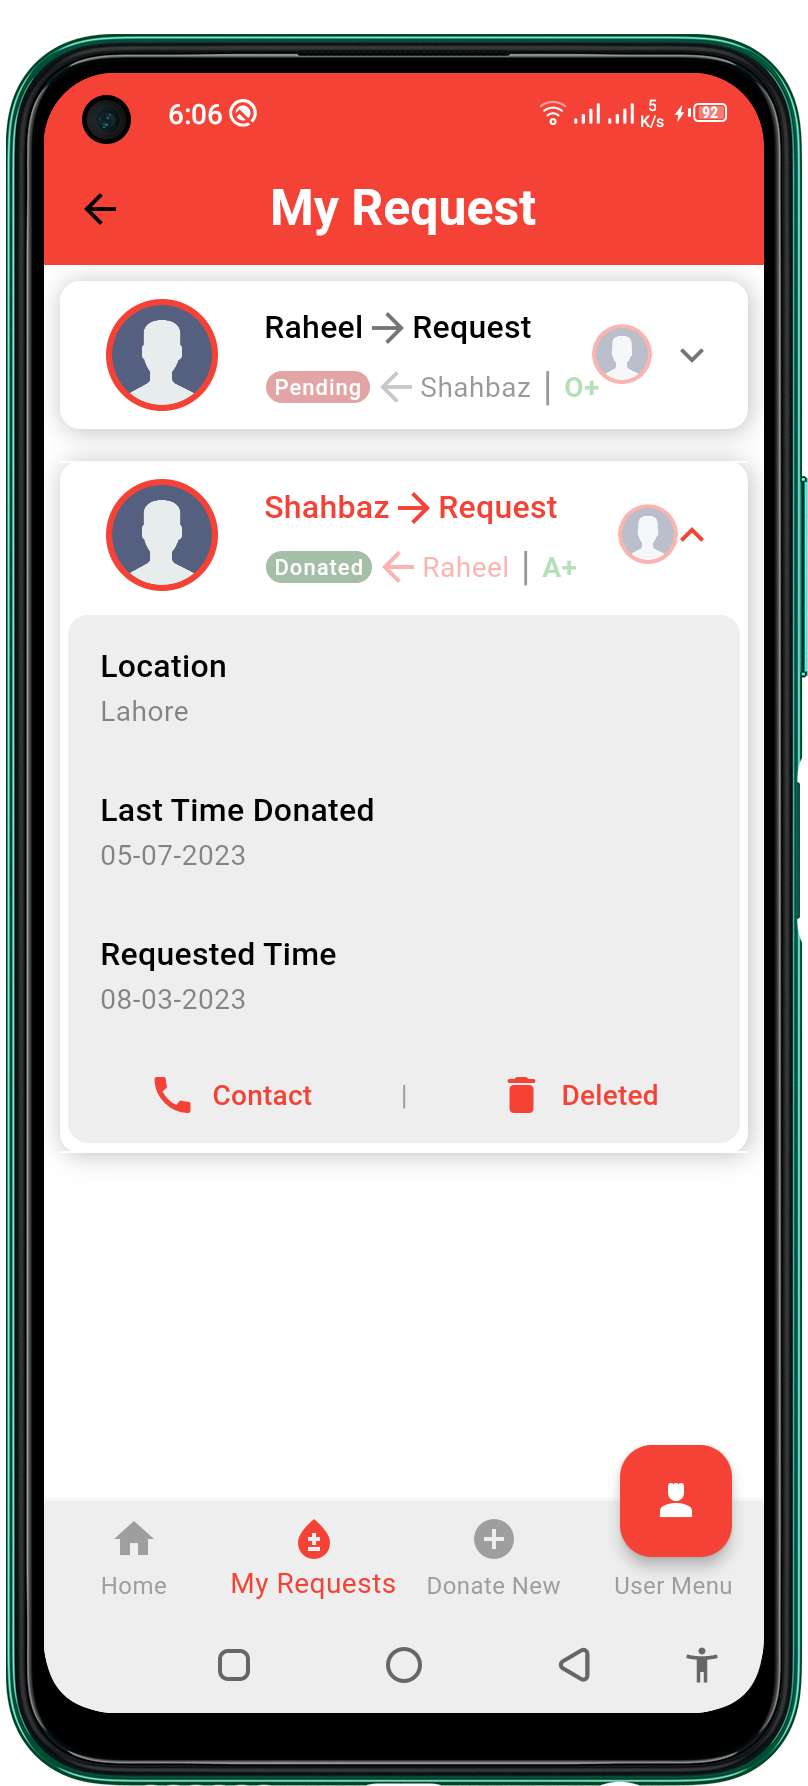 6:06 5 K/s 92
My Request
Raheel → Request
Pending ← Shahbaz | O+
Shahbaz → Request
Donated ← Raheel | A+
Location
Lahore
Last Time Donated
05-07-2023
Requested Time
08-03-2023
Contact | Deleted
Home My Requests Donate New User Menu